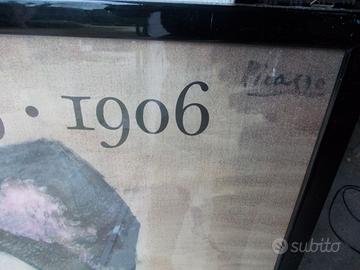 Picasso
· 1906
subito